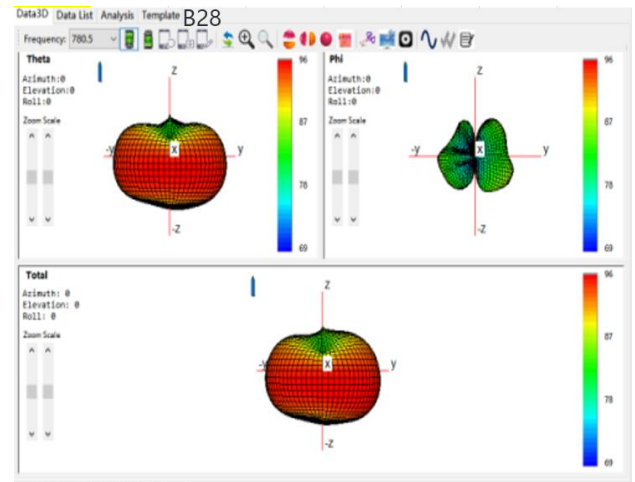 Data3D Data List Analysis Template B28
Frequency: 780.5
Theta
Azimuth:0
Elevation:0
Roll:0
Zoom Scale
Z
-y
X
y
-Z
96
87
78
69
Phi
Azimuth:0
Elevation:0
Roll:0
Zoom Scale
Z
-y
X
y
-Z
96
87
78
69
Total
Azimuth: 0
Elevation: 0
Roll: 0
Zoom Scale
Z
-y
X
y
-Z
96
87
78
69